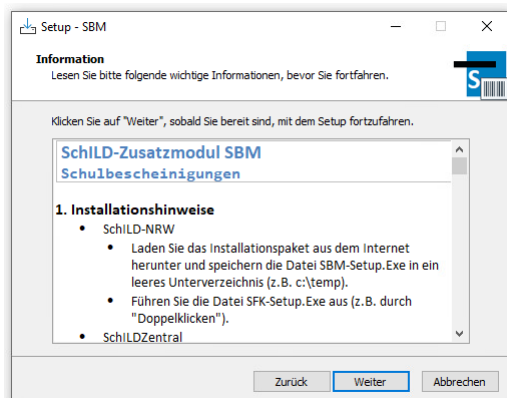 Setup - SBM
Information
Lesen Sie bitte folgende wichtige Informationen, bevor Sie fortfahren.
S
Klicken Sie auf "Weiter", sobald Sie bereit sind, mit dem Setup fortzufahren.
SchILD-Zusatzmodul SBM
Schulbescheinigungen
1. Installationshinweise
• SchILD-NRW
• Laden Sie das Installationspaket aus dem Internet
herunter und speichern die Datei SBM-Setup.Exe in ein
leeres Unterverzeichnis (z.B. c:\temp).
• Führen Sie die Datei SFK-Setup.Exe aus (z.B. durch
"Doppelklicken").
• SchILDZentral
Zurück Weiter Abbrechen